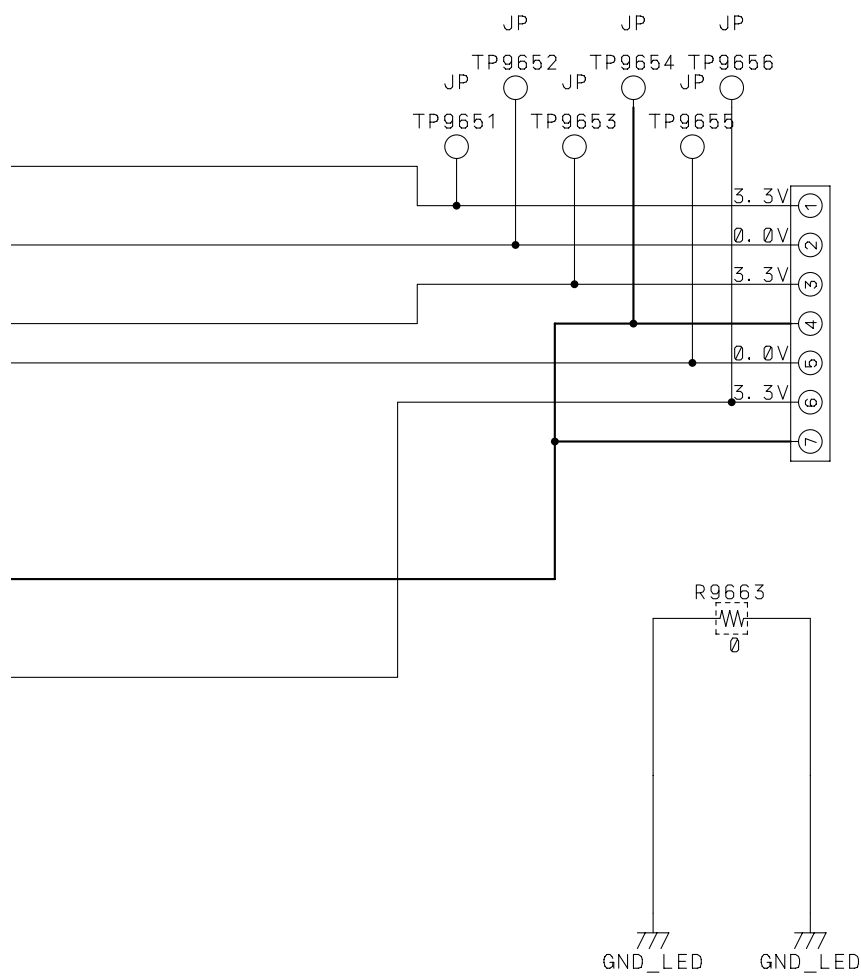 JP JP JP
TP9652 TP9654 TP9656
JP JP JP
TP9651 TP9653 TP9655
3.3V 1
0.0V 2
3.3V 3
4
0.0V 5
3.3V 6
7
R9663
0
GND_LED GND_LED